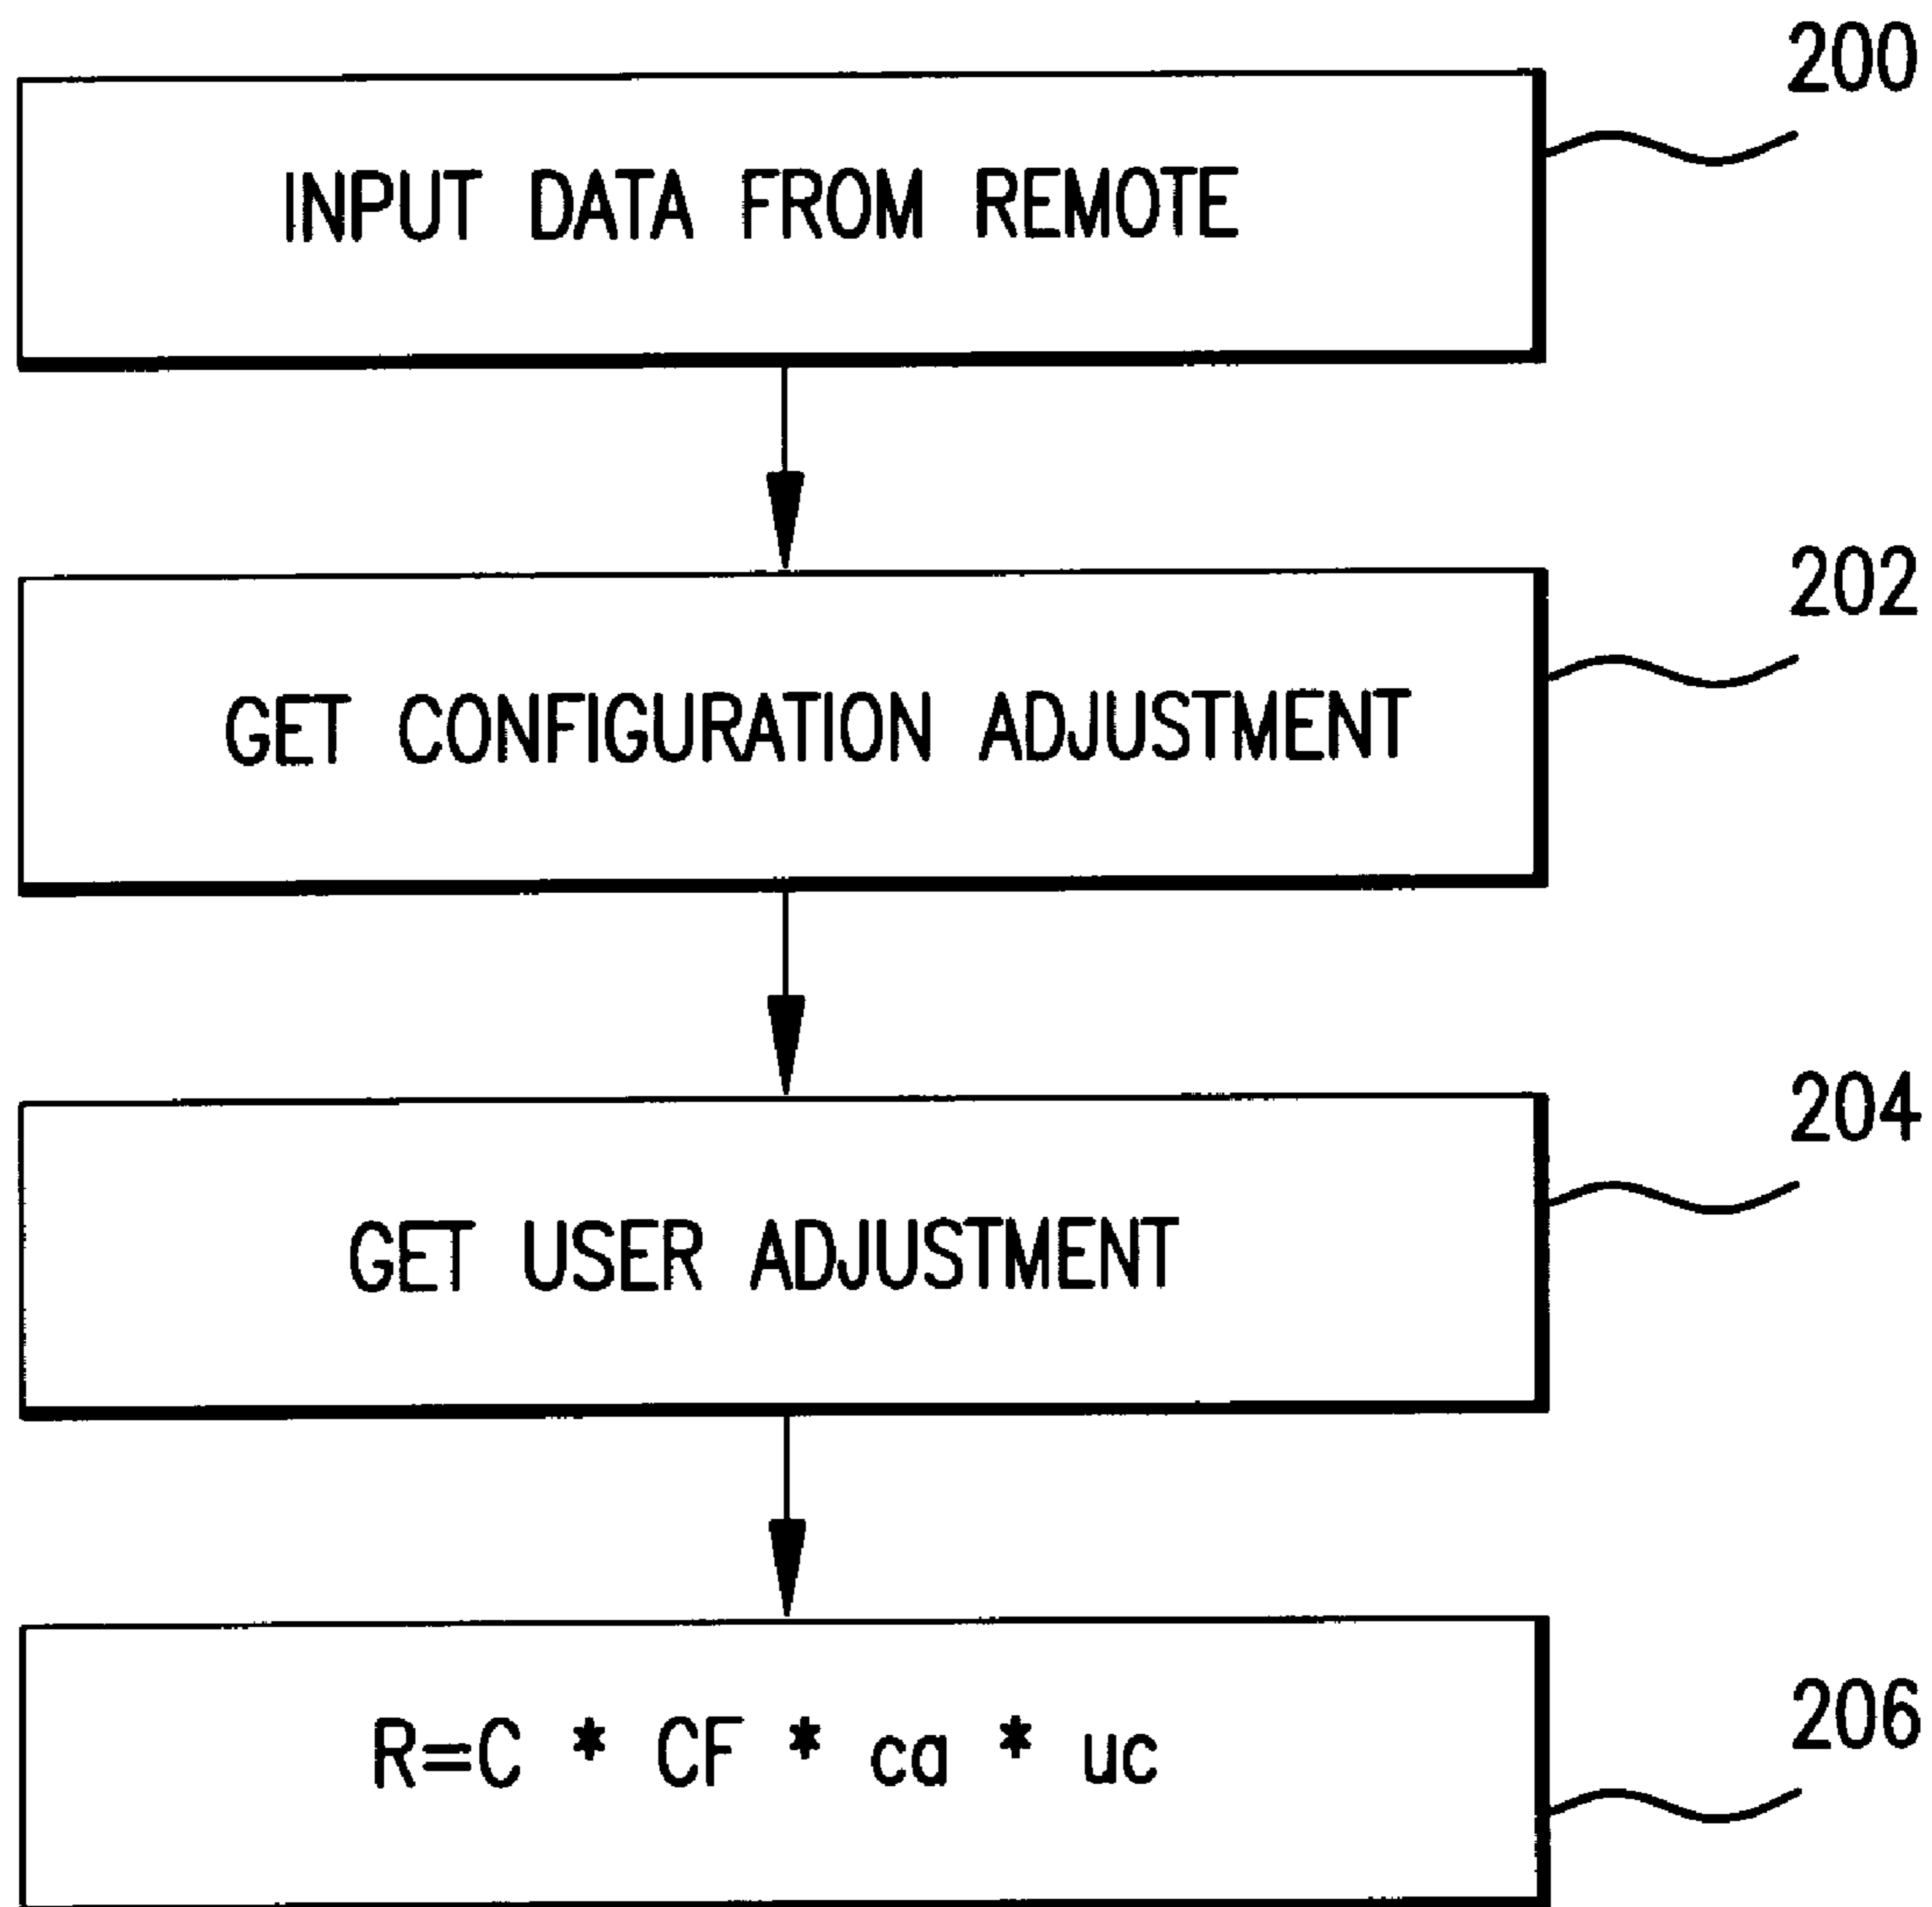 200
INPUT DATA FROM REMOTE
202
GET CONFIGURATION ADJUSTMENT
204
GET USER ADJUSTMENT
206
R=C * CF * ca * uc